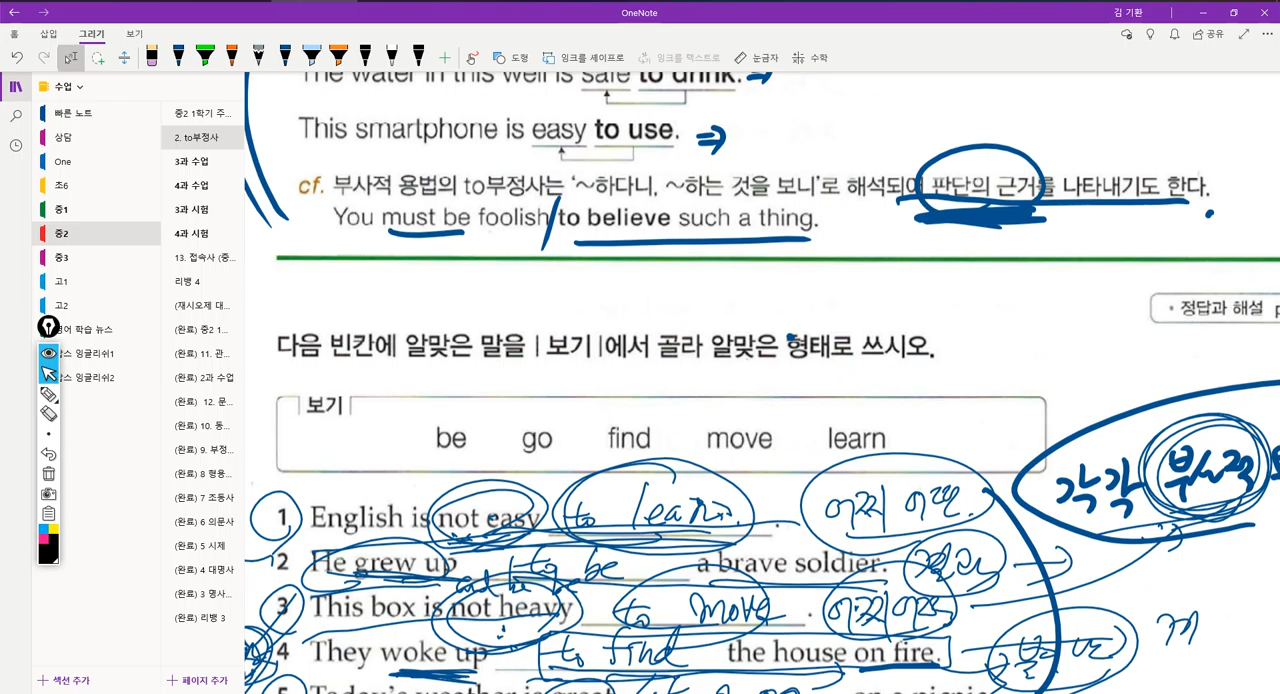 OneNote
김 기환
홈 삽입 그리기 보기
공유
도형 잉크를 셰이프로 잉크를 텍스트로 눈금자 수학
수업
빠른 노트
상담
One
초6
중1
중2
중3
고1
고2
영어 학습 뉴스
스 잉글리쉬1
스 잉글리쉬2
섹션 추가
중2 1학기 주...
2. to부정사
3과 수업
4과 수업
3과 시험
4과 시험
13. 접속사 (중...
리뱅 4
(재시오제 대...
(완료) 중2 1...
(완료) 11. 관...
(완료) 2과 수업
(완료) 12. 문...
(완료) 10. 동...
(완료) 9. 부정...
(완료) 8 형용...
(완료) 7 조동사
(완료) 6 의문사
(완료) 5 시제
(완료) 4 대명사
(완료) 3 명사...
(완료) 리뱅 3
페이지 추가
The water in this well is safe to drink.
This smartphone is easy to use.
cf. 부사적 용법의 to부정사는 '~하다니, ~하는 것을 보니'로 해석되어 판단의 근거를 나타내기도 한다.
You must be foolish to believe such a thing.
• 정답과 해설 p
다음 빈칸에 알맞은 말을 | 보기 |에서 골라 알맞은 형태로 쓰시오.
보기
be go find move learn
각각 부사적
1 English is not easy to learn.
2 He grew up to be a brave soldier. 결과
and be be
3 This box is not heavy to move.
4 They woke up to find the house on fire.
5 Today's weather is great on a picnic